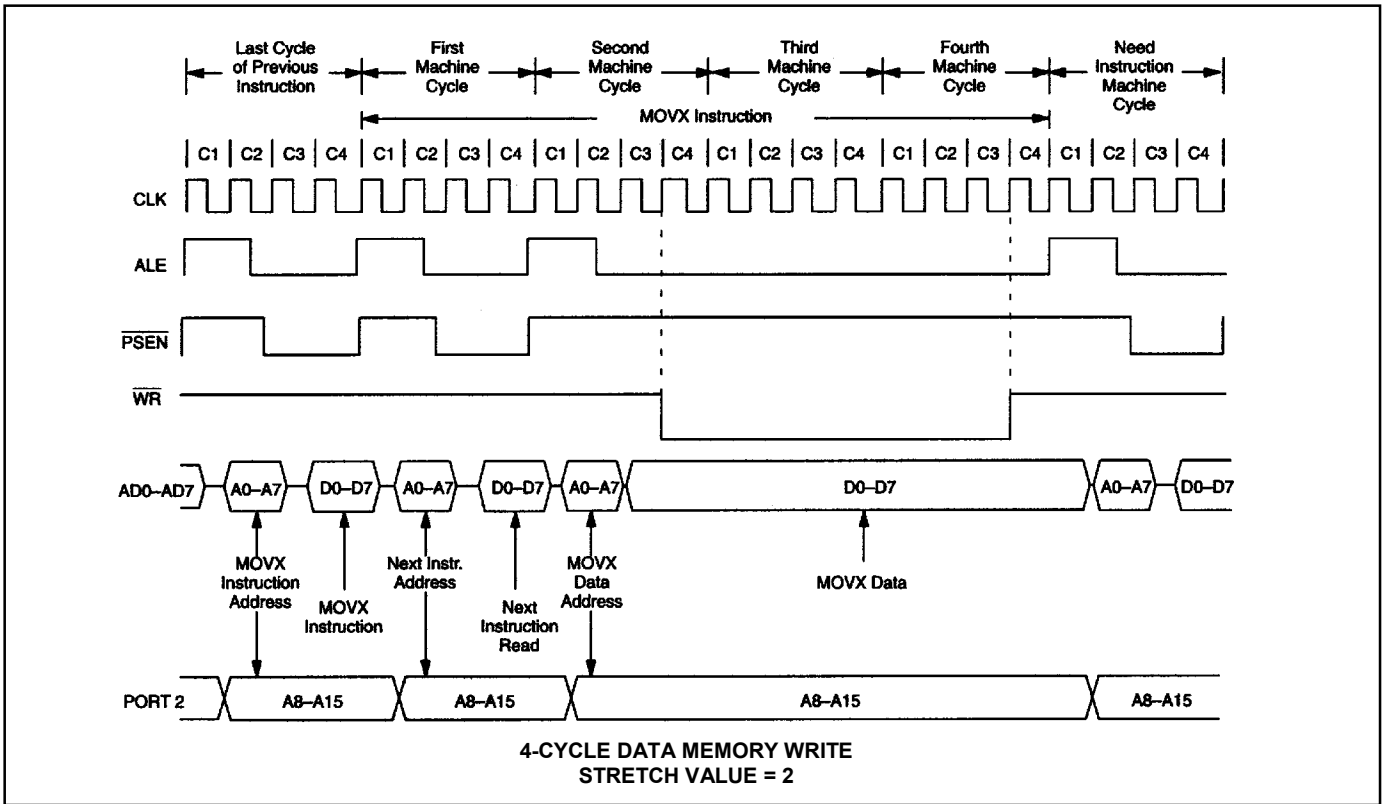 Last Cycle of Previous Instruction
First Machine Cycle
Second Machine Cycle
Third Machine Cycle
Fourth Machine Cycle
Need Instruction Machine Cycle
MOVX Instruction
C1 C2 C3 C4 C1 C2 C3 C4 C1 C2 C3 C4 C1 C2 C3 C4 C1 C2 C3 C4 C1 C2 C3 C4
CLK
ALE
PSEN
WR
AD0–AD7 A0–A7 D0–D7 A0–A7 D0–D7 A0–A7 D0–D7 A0–A7 D0–D7
MOVX Instruction Address
MOVX Instruction
Next Instr. Address
Next Instruction Read
MOVX Data Address
MOVX Data
PORT 2 A8–A15 A8–A15 A8–A15 A8–A15
4-CYCLE DATA MEMORY WRITE
STRETCH VALUE = 2